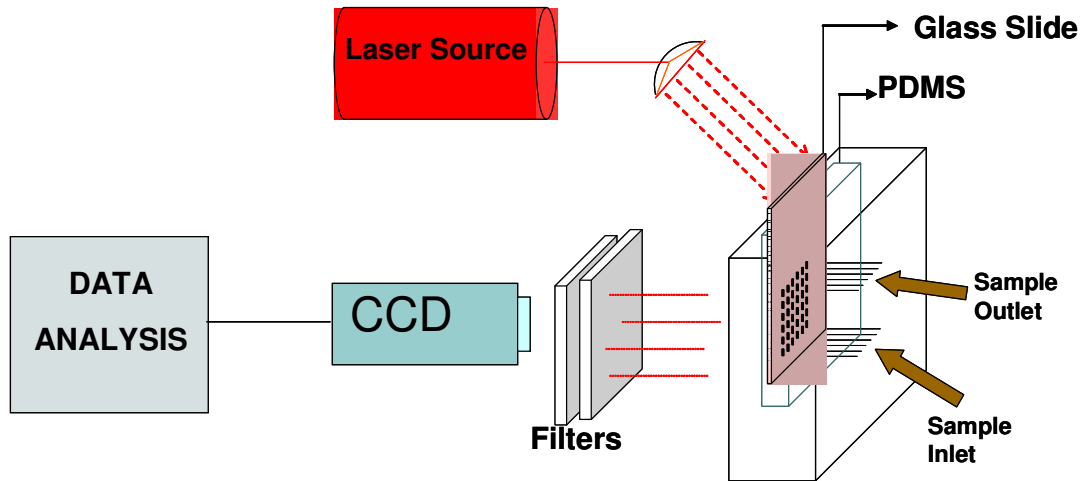 Laser Source
Glass Slide
PDMS
DATA
ANALYSIS
CCD
Filters
Sample
Outlet
Sample
Inlet